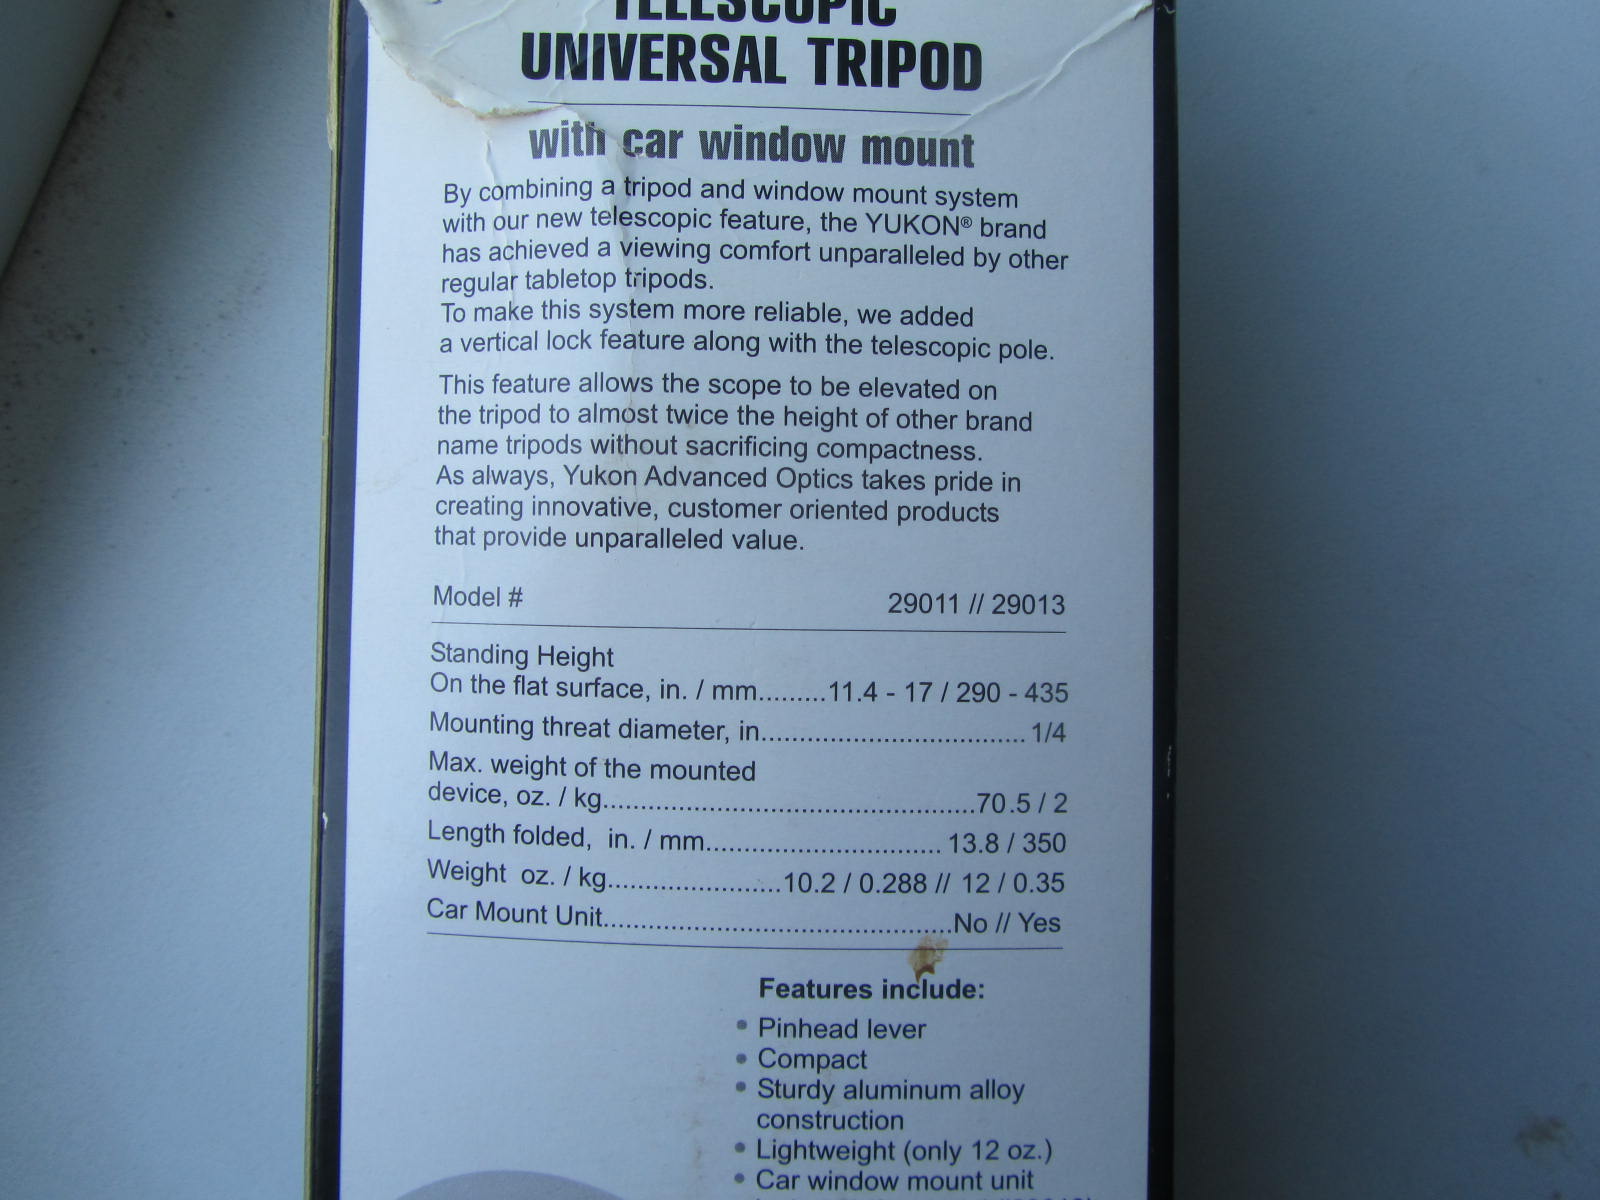 TELESCOPIC
UNIVERSAL TRIPOD
with car window mount
By combining a tripod and window mount system
with our new telescopic feature, the YUKON® brand
has achieved a viewing comfort unparalleled by other
regular tabletop tripods.
To make this system more reliable, we added
a vertical lock feature along with the telescopic pole.
This feature allows the scope to be elevated on
the tripod to almost twice the height of other brand
name tripods without sacrificing compactness.
As always, Yukon Advanced Optics takes pride in
creating innovative, customer oriented products
that provide unparalleled value.
Model # 29011 // 29013
Standing Height
On the flat surface, in. / mm.........11.4 - 17 / 290 - 435
Mounting threat diameter, in................................... 1/4
Max. weight of the mounted
device, oz. / kg.................................................70.5 / 2
Length folded, in. / mm............................... 13.8 / 350
Weight oz. / kg.......................10.2 / 0.288 // 12 / 0.35
Car Mount Unit..............................................No // Yes
Features include:
• Pinhead lever
• Compact
• Sturdy aluminum alloy
construction
• Lightweight (only 12 oz.)
• Car window mount unit